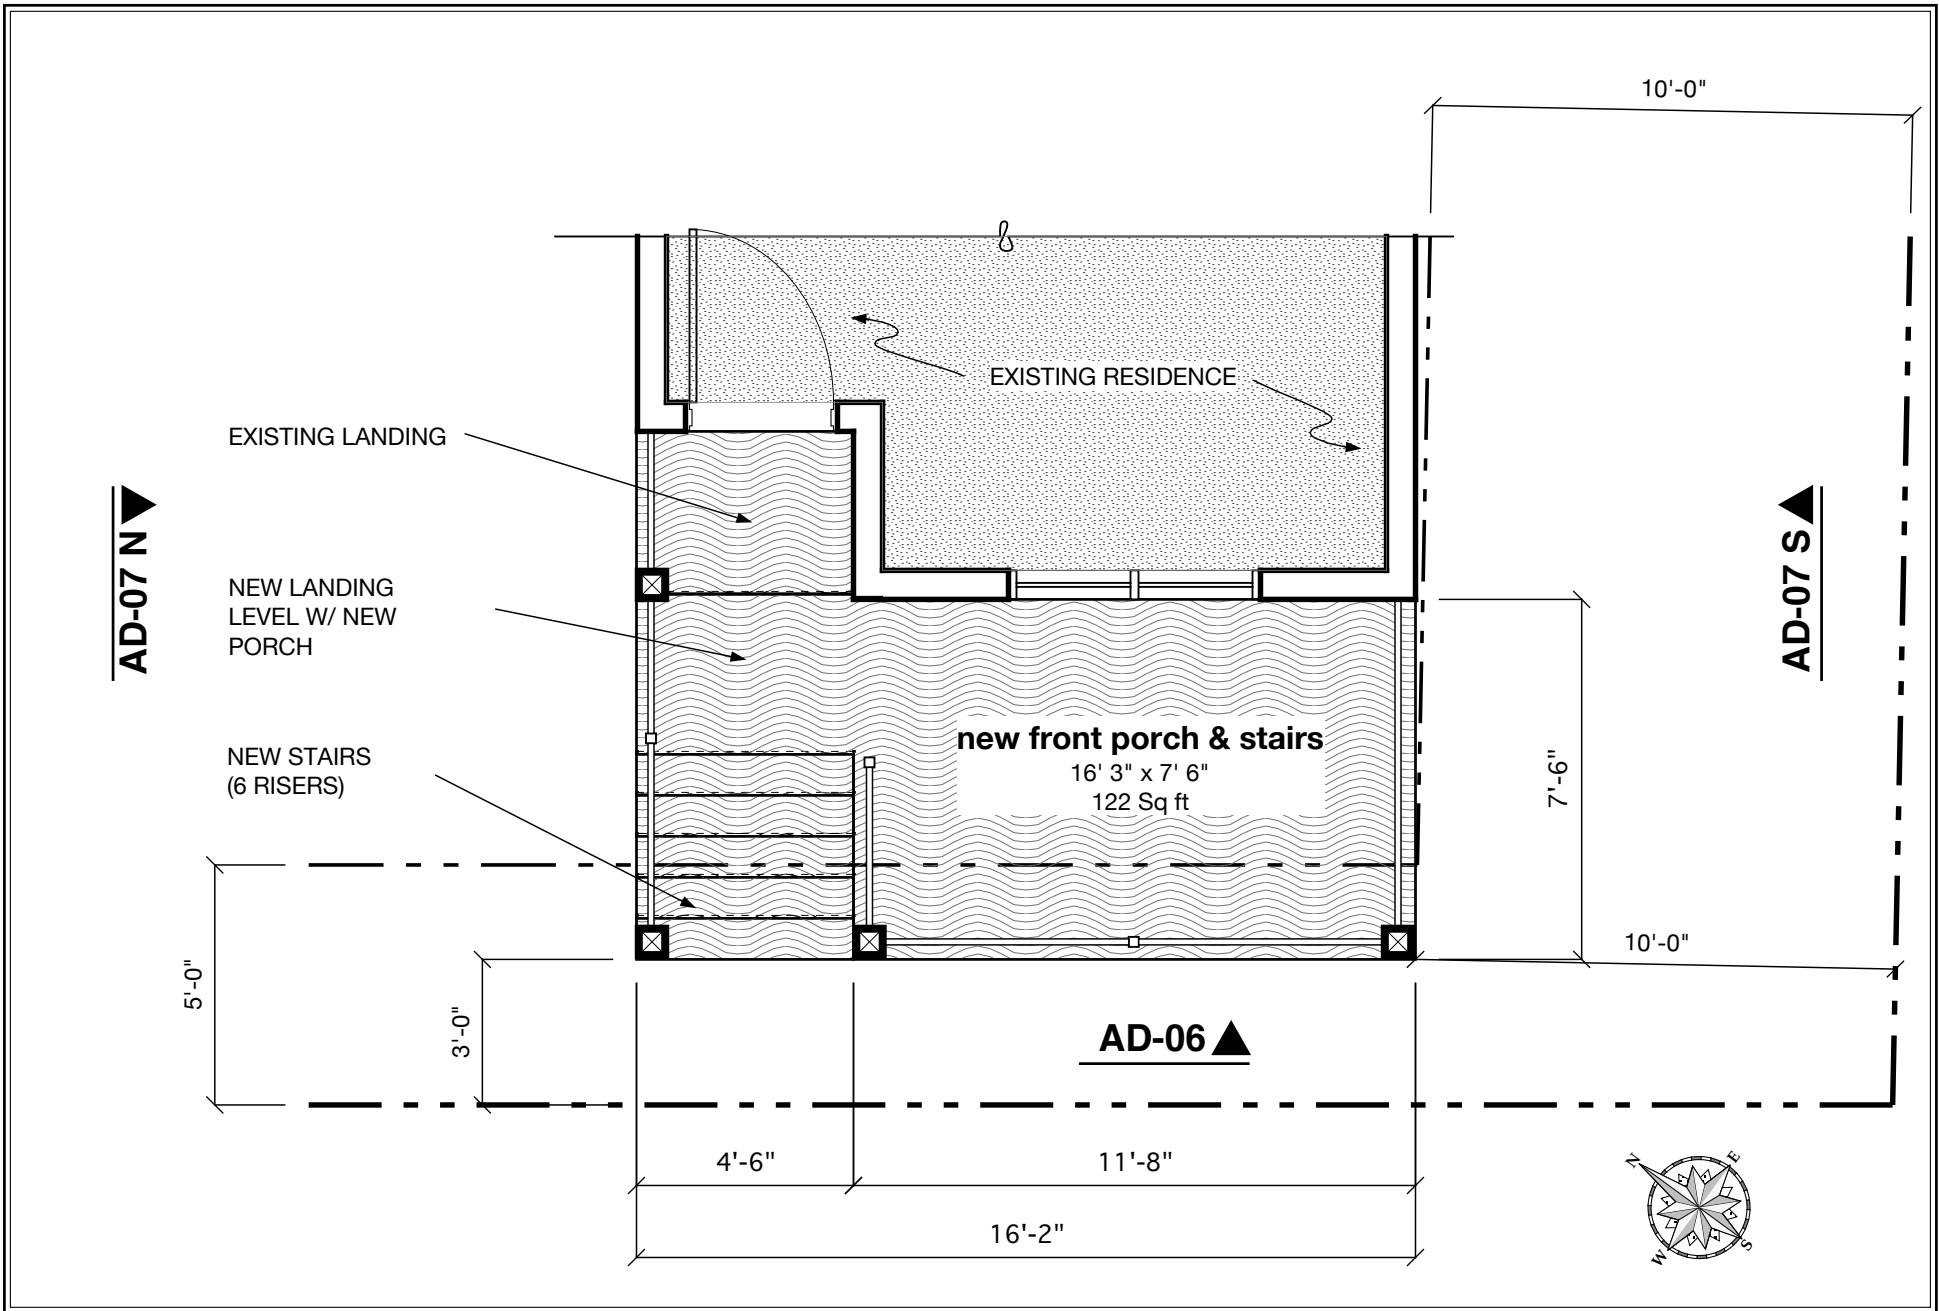 10'-0"
EXISTING RESIDENCE
EXISTING LANDING
AD-07 N
AD-07 S
NEW LANDING
LEVEL W/ NEW
PORCH
new front porch & stairs
16' 3" x 7' 6"
122 Sq ft
NEW STAIRS
(6 RISERS)
7'-6"
10'-0"
5'-0"
3'-0"
AD-06
4'-6"
11'-8"
16'-2"
N
E
W
S